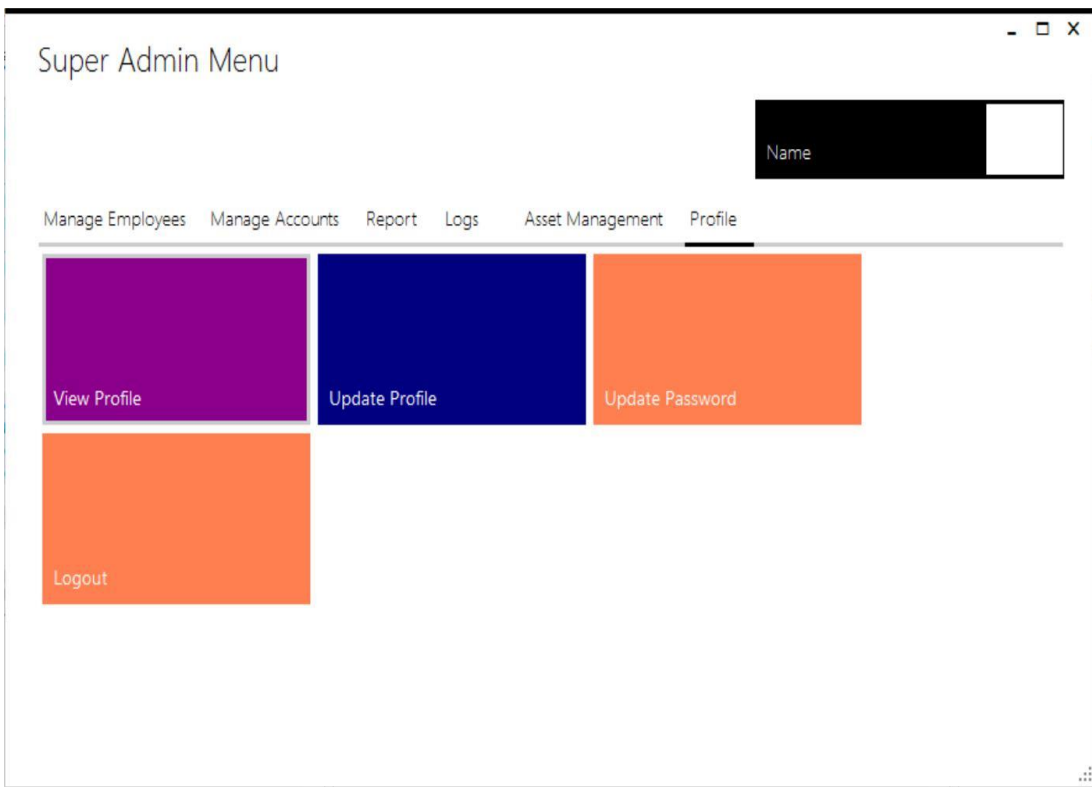 Super Admin Menu
Name
Manage Employees Manage Accounts Report Logs Asset Management Profile
View Profile Update Profile Update Password
Logout